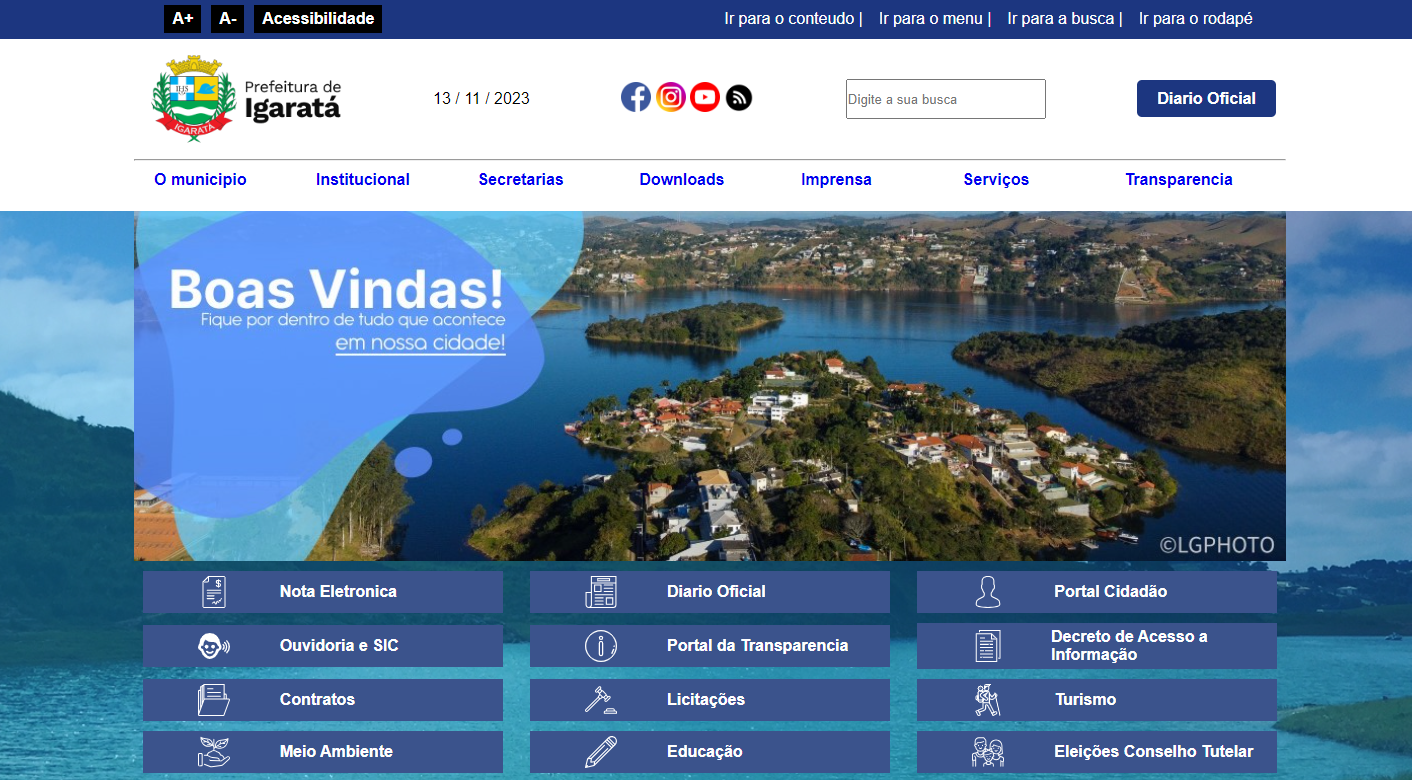 A+ A- Acessibilidade Ir para o conteudo | Ir para o menu | Ir para a busca | Ir para o rodapé
IGARATÁ
Prefeitura de
Igaratá
13 / 11 / 2023
Digite a sua busca
Diario Oficial
O municipio Institucional Secretarias Downloads Imprensa Serviços Transparencia
Boas Vindas!
Fique por dentro de tudo que acontece
em nossa cidade!
©LGPHOTO
Nota Eletronica Diario Oficial Portal Cidadão
Ouvidoria e SIC Portal da Transparencia Decreto de Acesso a
Informação
Contratos Licitações Turismo
Meio Ambiente Educação Eleições Conselho Tutelar